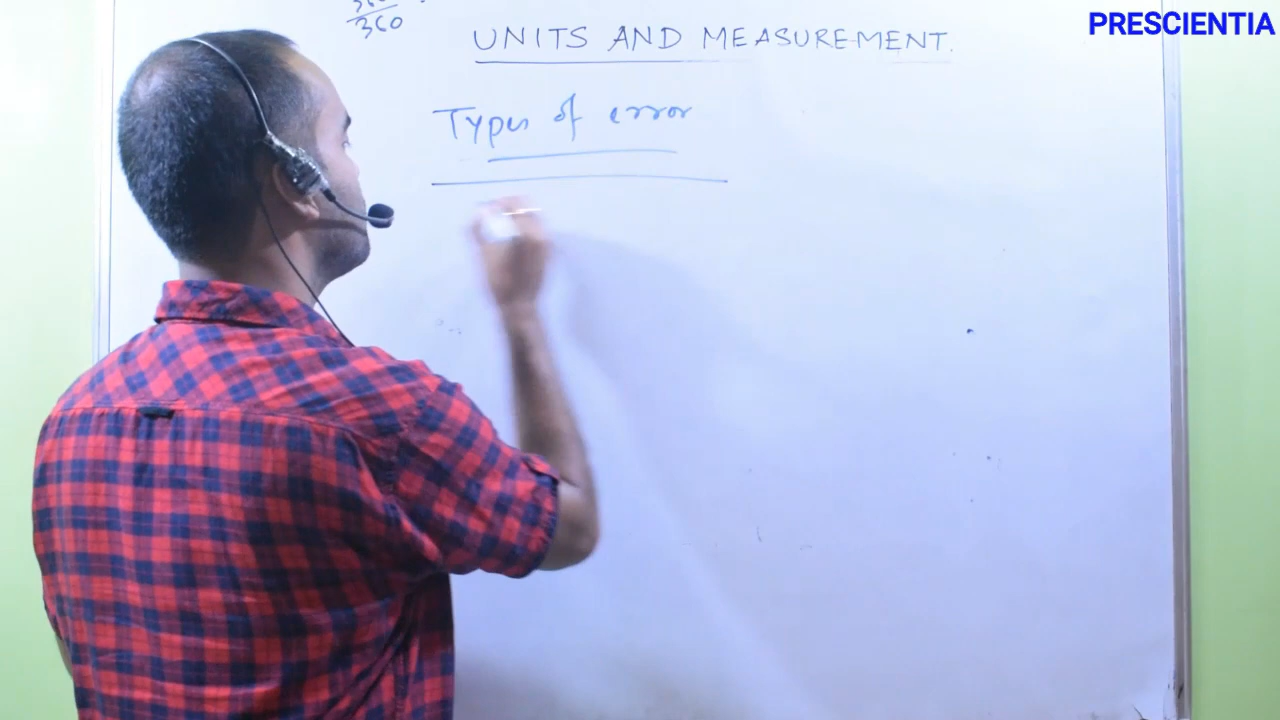 PRESCIENTIA
360
UNITS AND MEASUREMENT.
Types of error